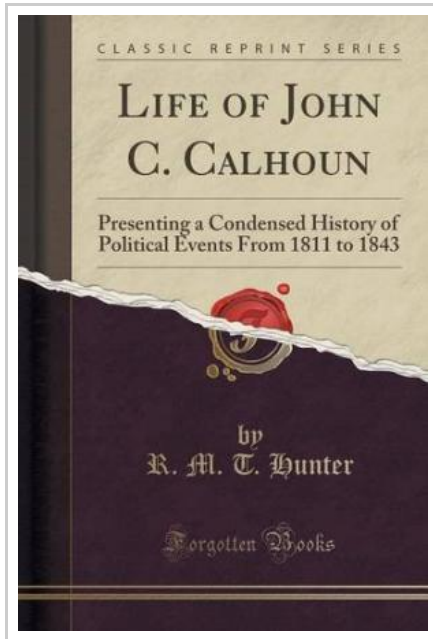 CLASSIC REPRINT SERIES
LIFE OF JOHN
C. CALHOUN
Presenting a Condensed History of
Political Events From 1811 to 1843
by
R. M. T. Hunter
Forgotten Books